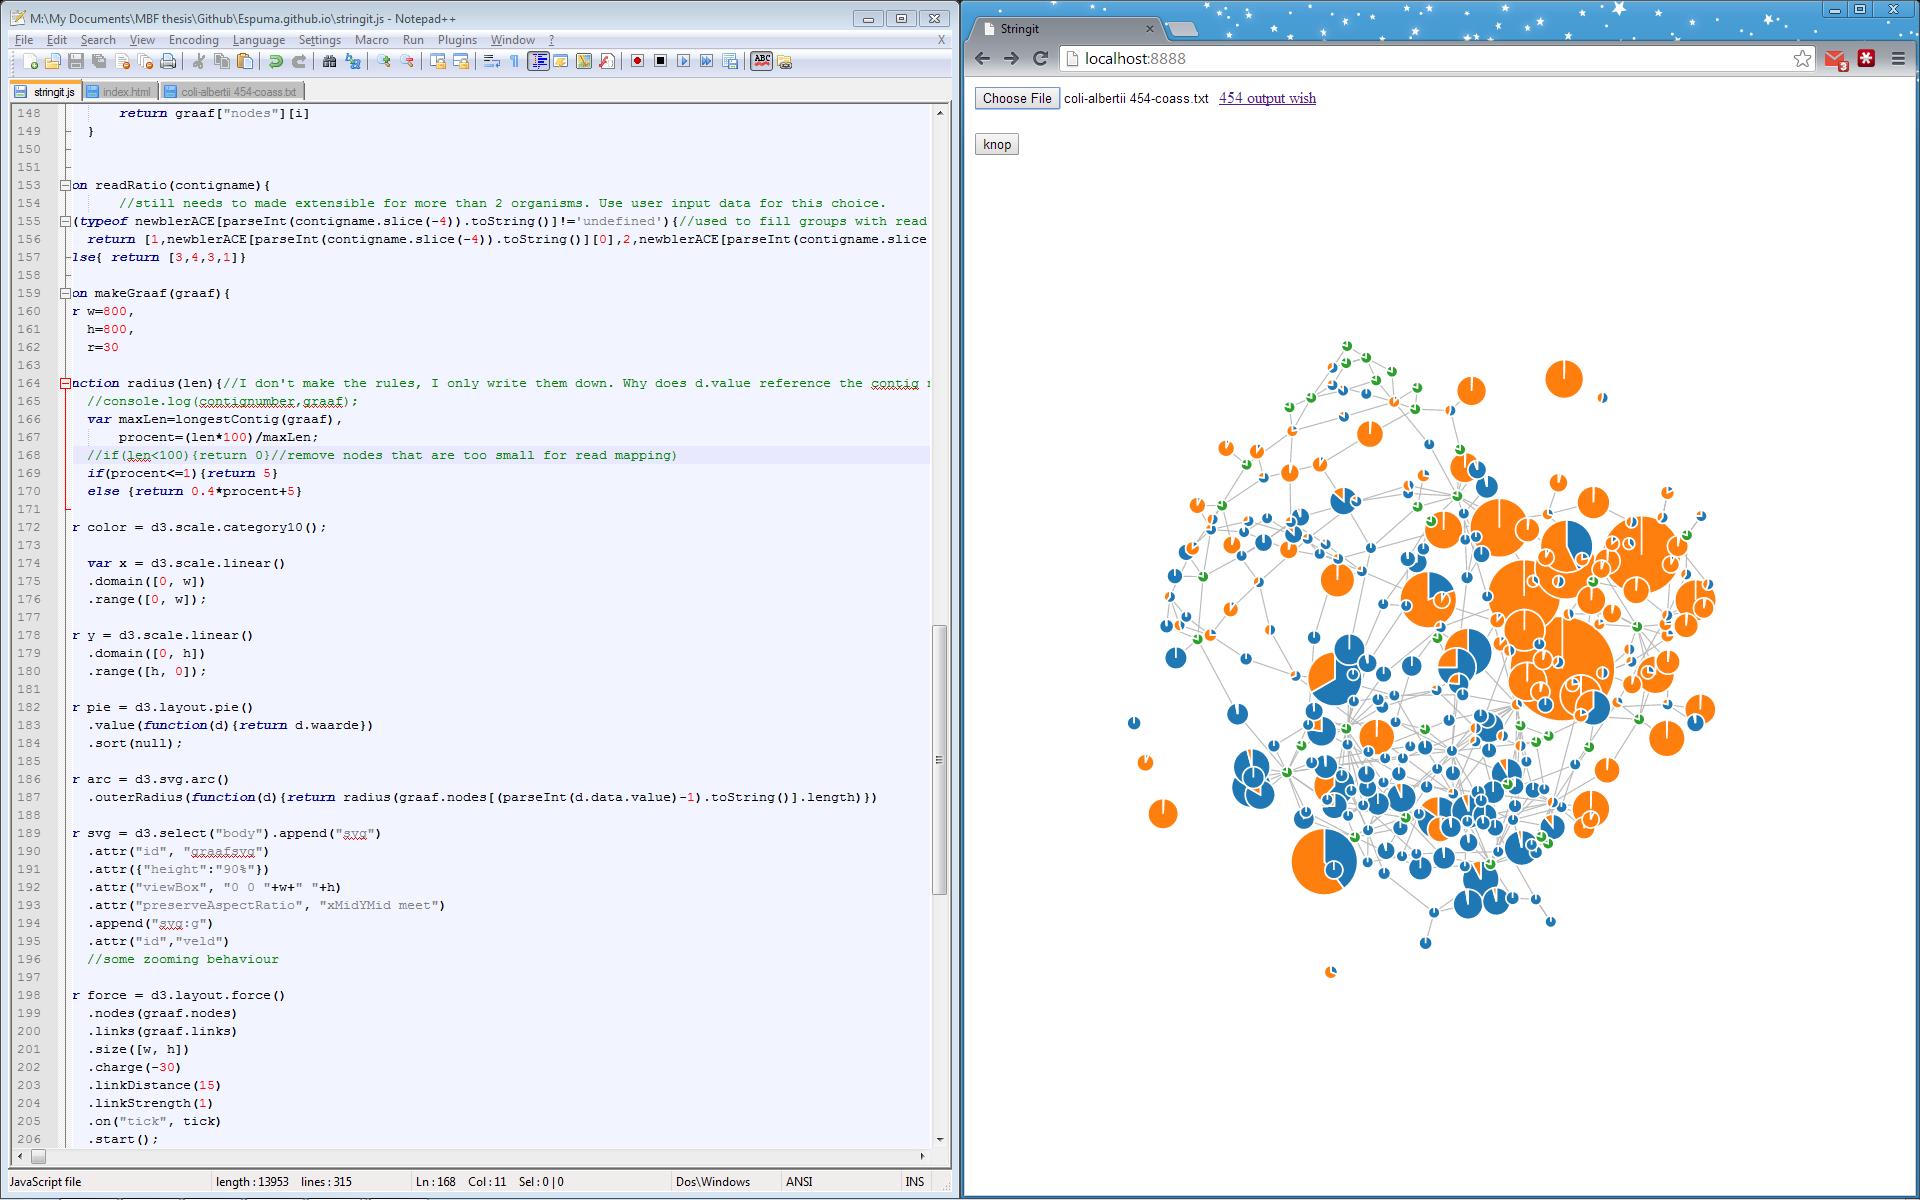 M:\My Documents\MBF thesis\Github\Espuma.github.io\stringit.js - Notepad++
File Edit Search View Encoding Language Settings Macro Run Plugins Window ? X
stringit.js index.html coli-albertii 454-coass.txt
148 return graaf["nodes"][i]
149 }
150
151
153 on readRatio(contigname){
154 //still needs to made extensible for more than 2 organisms. Use user input data for this choice.
155 (typeof newblerACE[parseInt(contigname.slice(-4)).toString()]!='undefined'){//used to fill groups with read
156 return [1,newblerACE[parseInt(contigname.slice(-4)).toString()][0],2,newblerACE[parseInt(contigname.slice
157 lse{ return [3,4,3,1]}
158
159 on makeGraaf(graaf){
160 r w=800,
161 h=800,
162 r=30
163
164 nction radius(len){//I don't make the rules, I only write them down. Why does d.value reference the contig
165 //console.log(contignumber,graaf);
166 var maxLen=longestContig(graaf),
167 procent=(len*100)/maxLen;
168 //if(len<100){return 0}//remove nodes that are too small for read mapping)
169 if(procent<=1){return 5}
170 else {return 0.4*procent+5}
171
172 r color = d3.scale.category10();
173
174 var x = d3.scale.linear()
175 .domain([0, w])
176 .range([0, w]);
177
178 r y = d3.scale.linear()
179 .domain([0, h])
180 .range([h, 0]);
181
182 r pie = d3.layout.pie()
183 .value(function(d){return d.waarde})
184 .sort(null);
185
186 r arc = d3.svg.arc()
187 .outerRadius(function(d){return radius(graaf.nodes[(parseInt(d.data.value)-1).toString()].length)})
188
189 r svg = d3.select("body").append("svg")
190 .attr("id", "graafsvg")
191 .attr({"height":"90%"})
192 .attr("viewBox", "0 0 "+w+" "+h)
193 .attr("preserveAspectRatio", "xMidYMid meet")
194 .append("svg:g")
195 .attr("id","veld")
196 //some zooming behaviour
197
198 r force = d3.layout.force()
199 .nodes(graaf.nodes)
200 .links(graaf.links)
201 .size([w, h])
202 .charge(-30)
203 .linkDistance(15)
204 .linkStrength(1)
205 .on("tick", tick)
206 .start();
JavaScript file length : 13953 lines : 315 Ln : 168 Col : 11 Sel : 0 | 0 Dos\Windows ANSI INS
Stringit
localhost:8888
3
Choose File coli-albertii 454-coass.txt 454 output wish
knop